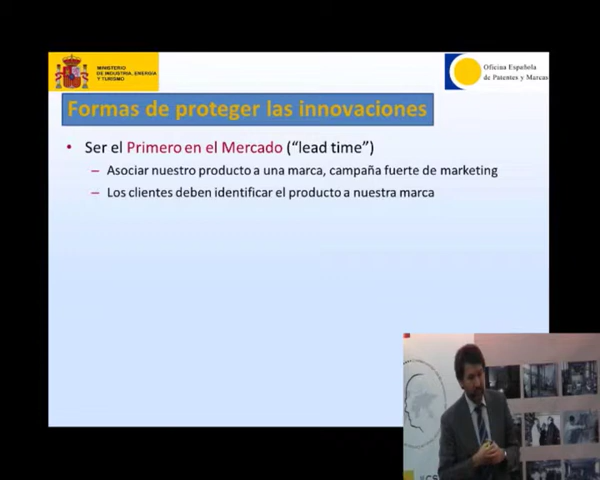 MINISTERIO
DE INDUSTRIA, ENERGÍA
Y TURISMO
Oficina Española
de Patentes y Marcas
Formas de proteger las innovaciones
• Ser el Primero en el Mercado (“lead time”)
– Asociar nuestro producto a una marca, campaña fuerte de marketing
– Los clientes deben identificar el producto a nuestra marca